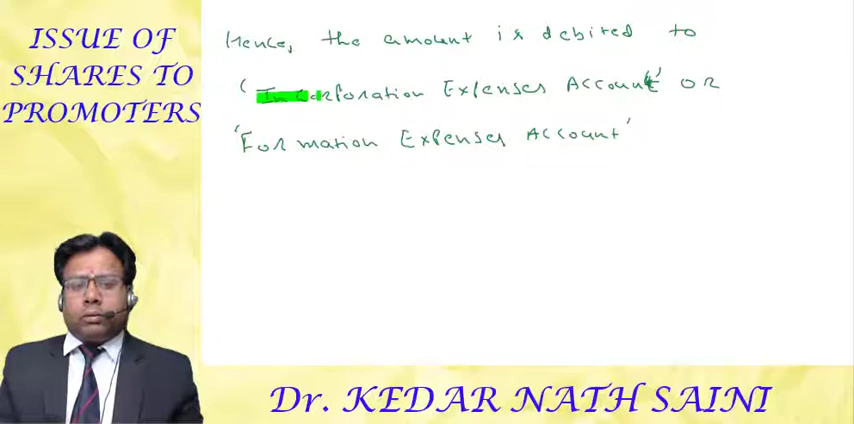 ISSUE OF
SHARES TO
PROMOTERS
Hence, the amount is debited to
'Incorporation Expenses Account' OR
'Formation Expenses Account'
Dr. KEDAR NATH SAINI